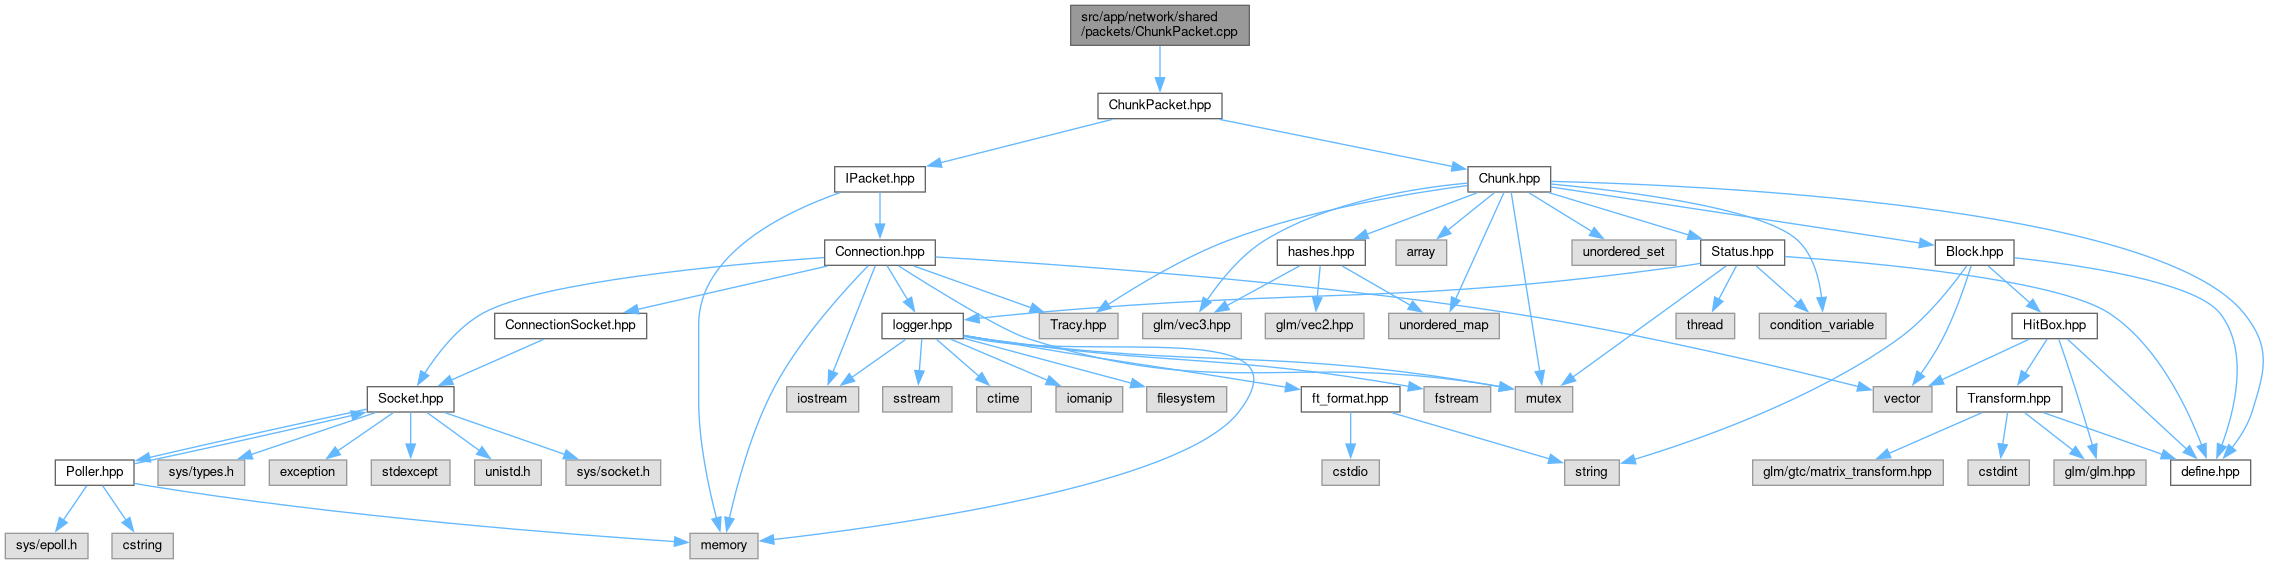 src/app/network/shared
/packets/ChunkPacket.cpp
ChunkPacket.hpp
IPacket.hpp
Chunk.hpp
Connection.hpp
hashes.hpp
array
unordered_set
Status.hpp
Block.hpp
ConnectionSocket.hpp
logger.hpp
Tracy.hpp
glm/vec3.hpp
glm/vec2.hpp
unordered_map
thread
condition_variable
HitBox.hpp
Socket.hpp
iostream
sstream
ctime
iomanip
filesystem
ft_format.hpp
fstream
mutex
vector
Transform.hpp
Poller.hpp
sys/types.h
exception
stdexcept
unistd.h
sys/socket.h
cstdio
string
glm/gtc/matrix_transform.hpp
cstdint
glm/glm.hpp
define.hpp
sys/epoll.h
cstring
memory